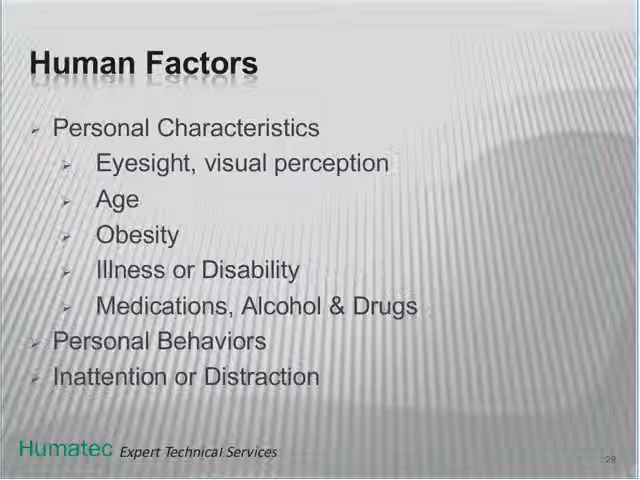 Human Factors
Personal Characteristics
Eyesight, visual perception
Age
Obesity
Illness or Disability
Medications, Alcohol & Drugs
Personal Behaviors
Inattention or Distraction
Humatec Expert Technical Services
28